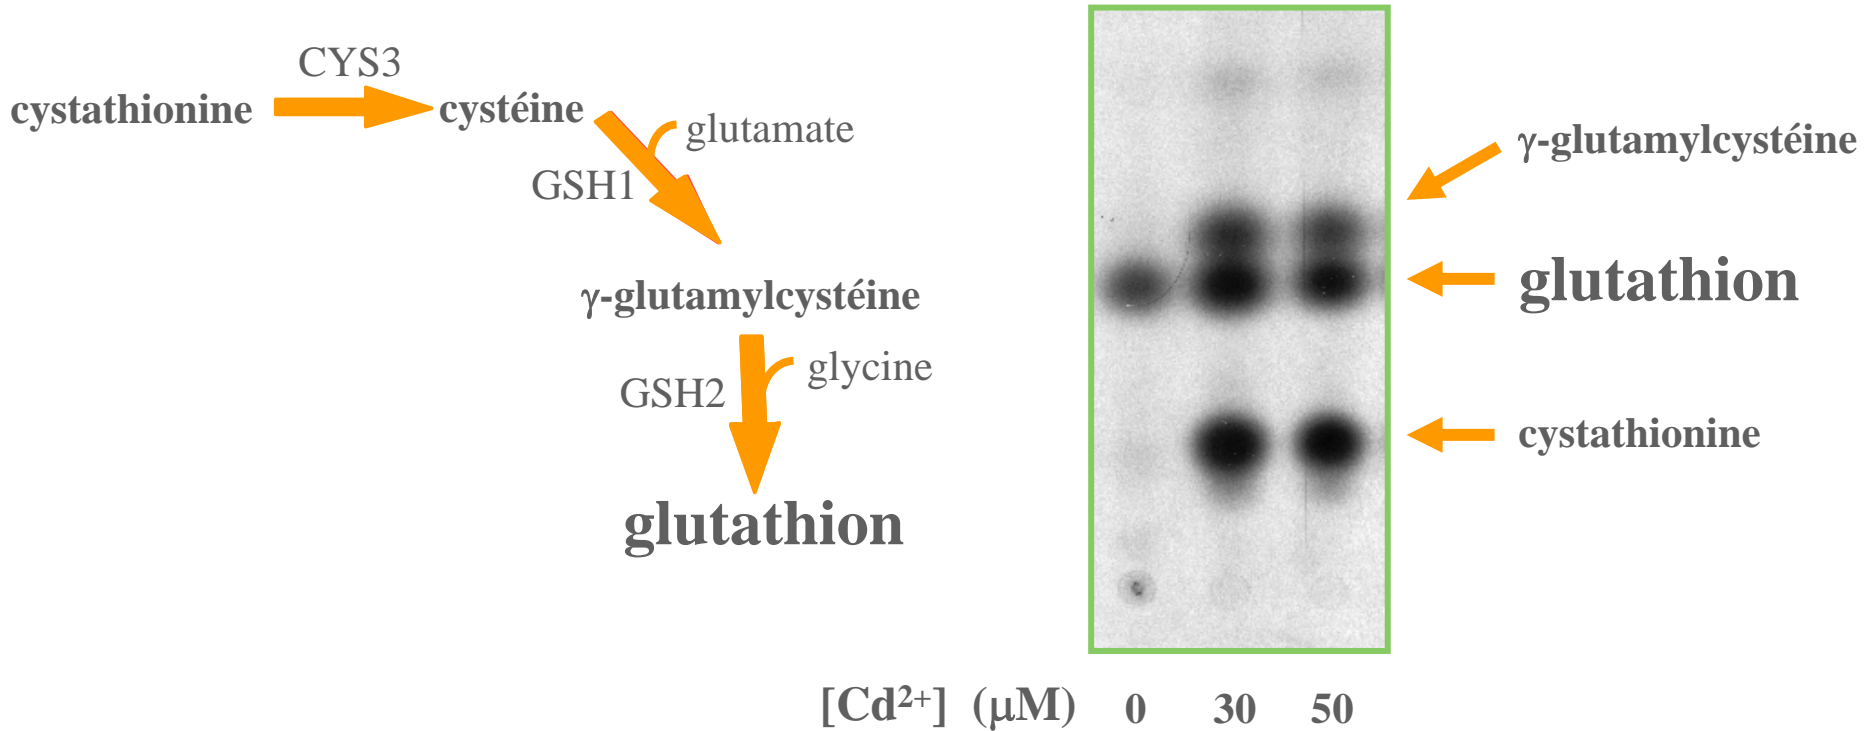 CYS3
cystathionine
cystéine
glutamate
GSH1
γ-glutamylcystéine
glycine
GSH2
glutathion
γ-glutamylcystéine
glutathion
cystathionine
[Cd²⁺] (μM) 0 30 50